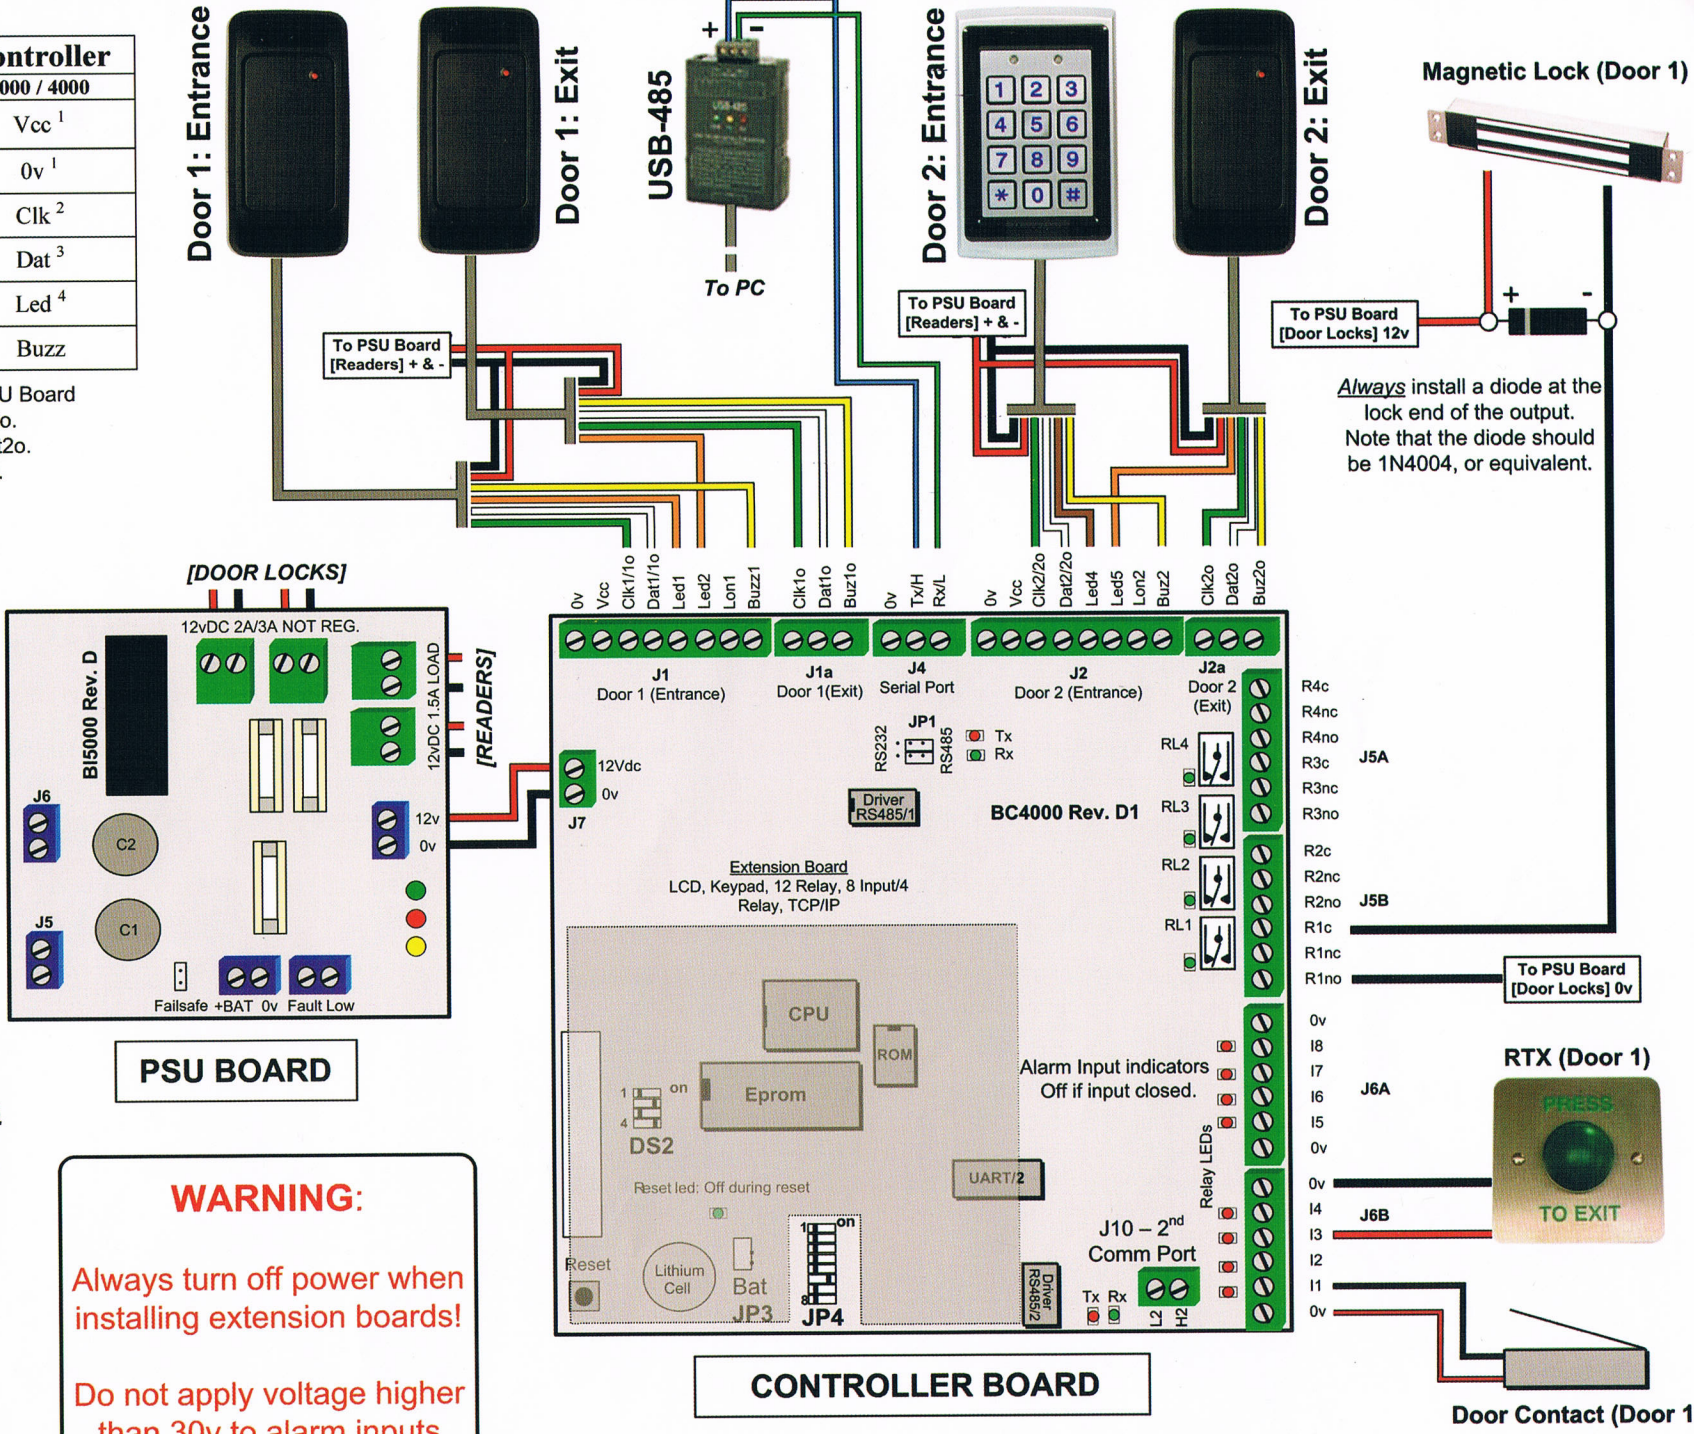 ontroller
000 / 4000
Vcc 1
0v 1
Clk 2
Dat 3
Led 4
Buzz
U Board
o.
t2o.
Door 1: Entrance
Door 1: Exit
USB-485
+ -
USB-485
To PC
Door 2: Entrance
1 2 3
4 5 6
7 8 9
* 0 #
Door 2: Exit
Magnetic Lock (Door 1)
+ -
To PSU Board
[Door Locks] 12v
Always install a diode at the
lock end of the output.
Note that the diode should
be 1N4004, or equivalent.
To PSU Board
[Readers] + & -
To PSU Board
[Readers] + & -
[DOOR LOCKS]
12vDC 2A/3A NOT REG.
BI5000 Rev. D
12vDC 1.5A LOAD
[READERS]
J6
C2
12v
0v
J5
C1
Failsafe +BAT 0v Fault Low
PSU BOARD
WARNING:
Always turn off power when
installing extension boards!
Do not apply voltage higher
than 30v to alarm inputs
0v Vcc Clk1/1o Dat1/1o Led1 Led2 Lon1 Buzz1
Clk1o Dat1o Buz1o
0v Tx/H Rx/L
0v Vcc Clk2/2o Dat2/2o Led4 Led5 Lon2 Buz2
Clk2o Dat2o Buz2o
J1
Door 1 (Entrance)
J1a
Door 1(Exit)
J4
Serial Port
J2
Door 2 (Entrance)
J2a
Door 2
(Exit)
JP1
RS232
RS485
Tx
Rx
12Vdc
0v
J7
Driver
RS485/1
BC4000 Rev. D1
RL4
RL3
RL2
RL1
Extension Board
LCD, Keypad, 12 Relay, 8 Input/4
Relay, TCP/IP
CPU
ROM
Eprom
1 on
4
DS2
Reset led: Off during reset
Reset
Lithium
Cell
Bat
JP3
1 on
8
JP4
UART/2
Alarm Input indicators
Off if input closed.
Relay LEDs
J10 – 2nd
Comm Port
Driver
RS485/2
Tx Rx
L2 H2
CONTROLLER BOARD
R4c
R4nc
R4no
R3c
R3nc
R3no
J5A
R2c
R2nc
R2no
R1c
R1nc
R1no
J5B
To PSU Board
[Door Locks] 0v
0v
I8
I7
I6
I5
0v
J6A
0v
I4
I3
I2
I1
0v
J6B
RTX (Door 1)
PRESS
TO EXIT
Door Contact (Door 1